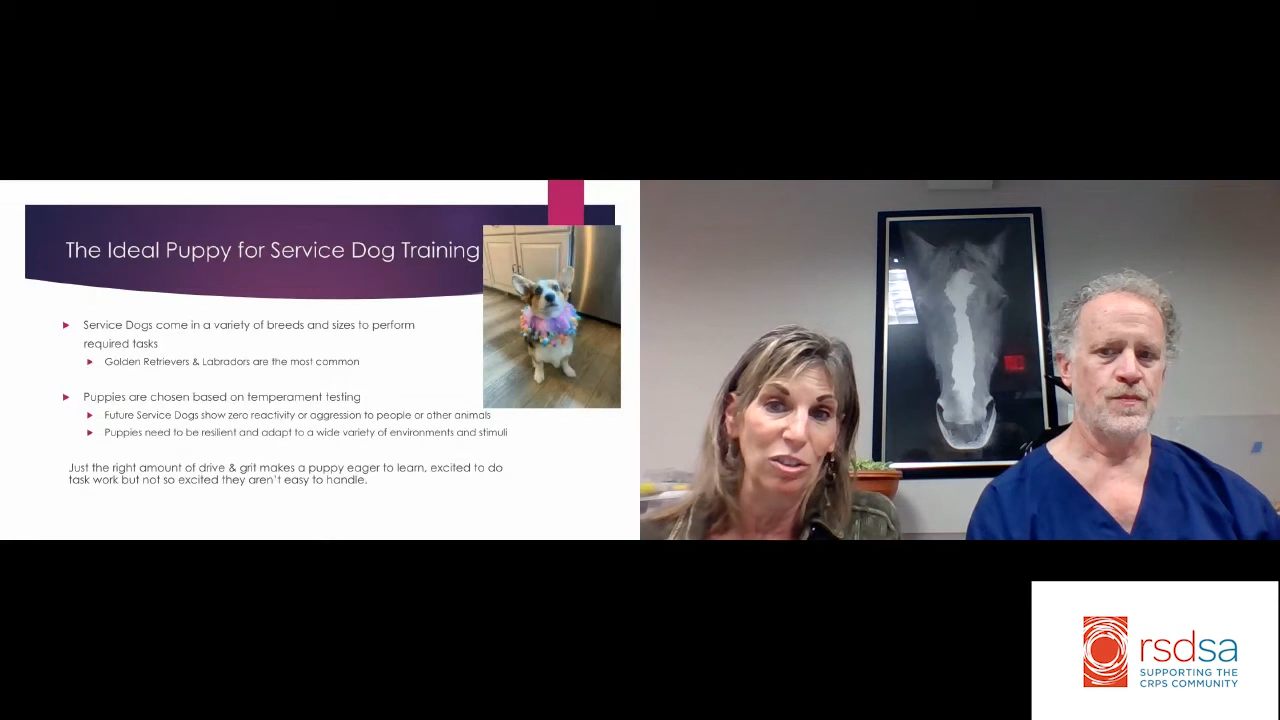 The Ideal Puppy for Service Dog Training
Service Dogs come in a variety of breeds and sizes to perform
required tasks
Golden Retrievers & Labradors are the most common
Puppies are chosen based on temperament testing
Future Service Dogs show zero reactivity or aggression to people or other animals
Puppies need to be resilient and adapt to a wide variety of environments and stimuli
Just the right amount of drive & grit makes a puppy eager to learn, excited to do
task work but not so excited they aren't easy to handle.
rsdsa
SUPPORTING THE
CRPS COMMUNITY